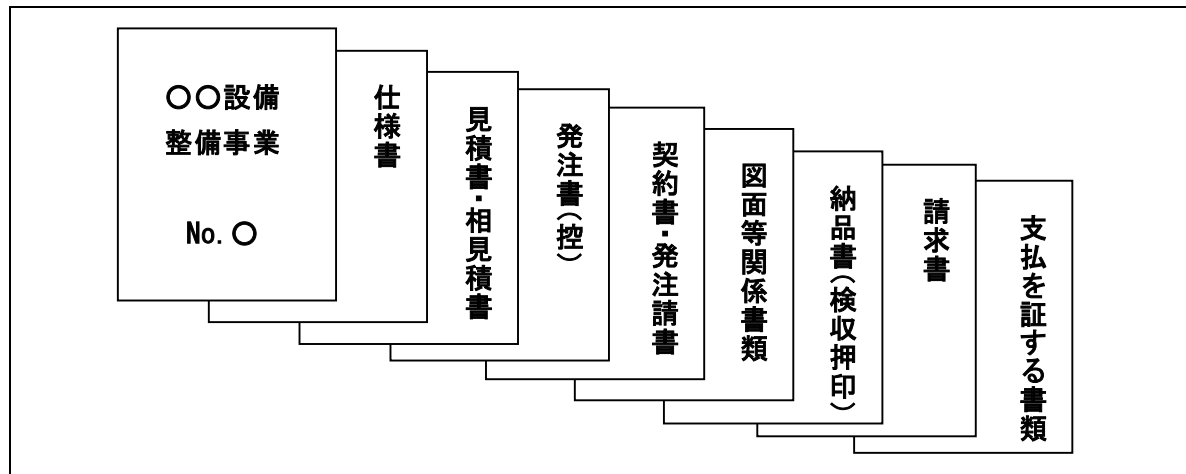 ○○設備
整備事業
No. ○
仕様書
見積書・相見積書
発注書(控)
契約書・発注請書
図面等関係書類
納品書(検収押印)
請求書
支払を証する書類